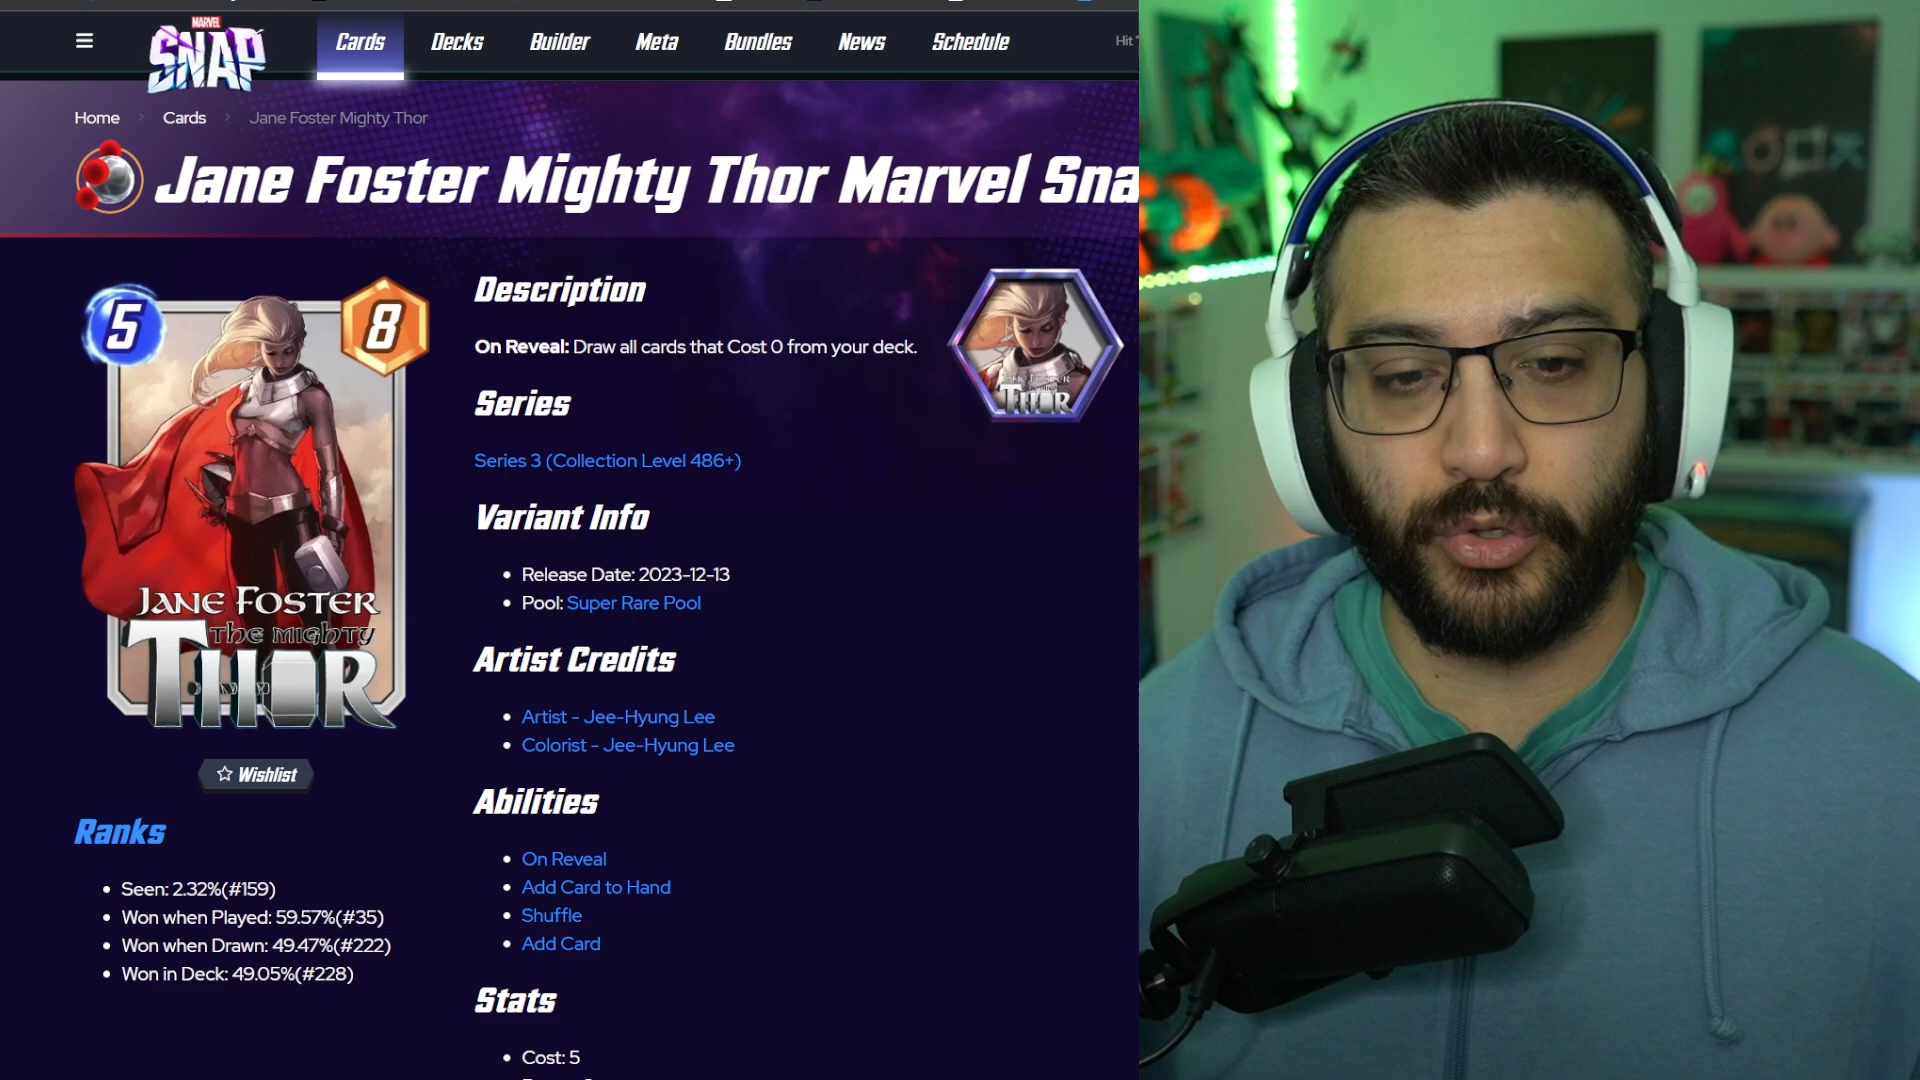 MARVEL
SNAP
Cards
Decks
Builder
Meta
Bundles
News
Schedule
Hit
Home
Cards
Jane Foster Mighty Thor
Jane Foster Mighty Thor Marvel Sna
5
8
JANE FOSTER
THE MIGHTY
THOR
Wishlist
Ranks
Seen: 2.32%(#159)
Won when Played: 59.57%(#35)
Won when Drawn: 49.47%(#222)
Won in Deck: 49.05%(#228)
Description
On Reveal: Draw all cards that Cost 0 from your deck.
JANE FOSTER
THOR
Series
Series 3 (Collection Level 486+)
Variant Info
Release Date: 2023-12-13
Pool: Super Rare Pool
Artist Credits
Artist - Jee-Hyung Lee
Colorist - Jee-Hyung Lee
Abilities
On Reveal
Add Card to Hand
Shuffle
Add Card
Stats
Cost: 5